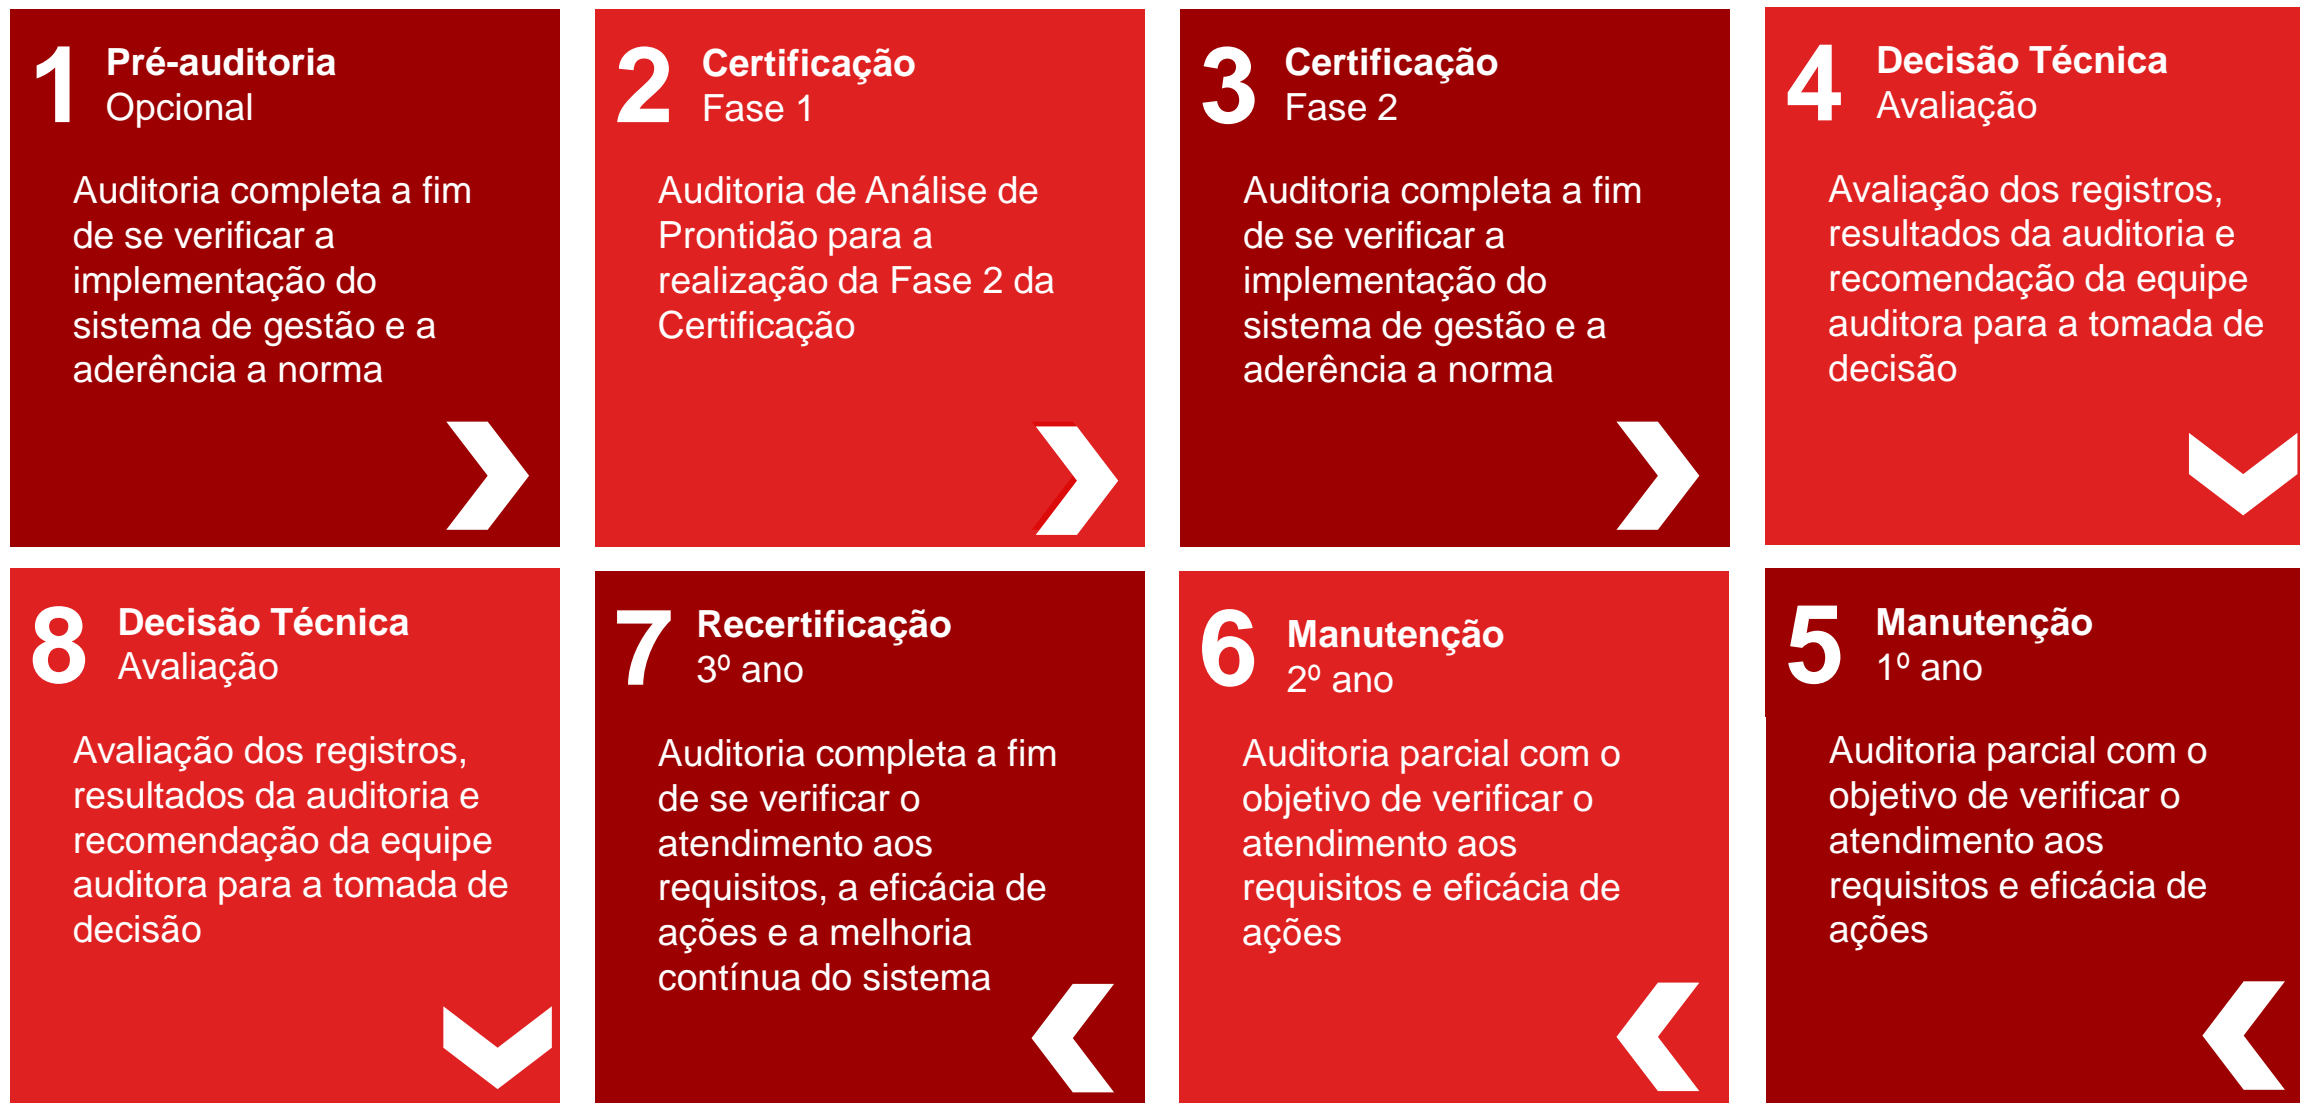 1
Pré-auditoria
Opcional
Auditoria completa a fim
de se verificar a
implementação do
sistema de gestão e a
aderência a norma
2
Certificação
Fase 1
Auditoria de Análise de
Prontidão para a
realização da Fase 2 da
Certificação
3
Certificação
Fase 2
Auditoria completa a fim
de se verificar a
implementação do
sistema de gestão e a
aderência a norma
4
Decisão Técnica
Avaliação
Avaliação dos registros,
resultados da auditoria e
recomendação da equipe
auditora para a tomada de
decisão
5
Manutenção
1º ano
Auditoria parcial com o
objetivo de verificar o
atendimento aos
requisitos e eficácia de
ações
6
Manutenção
2º ano
Auditoria parcial com o
objetivo de verificar o
atendimento aos
requisitos e eficácia de
ações
7
Recertificação
3º ano
Auditoria completa a fim
de se verificar o
atendimento aos
requisitos, a eficácia de
ações e a melhoria
contínua do sistema
8
Decisão Técnica
Avaliação
Avaliação dos registros,
resultados da auditoria e
recomendação da equipe
auditora para a tomada de
decisão